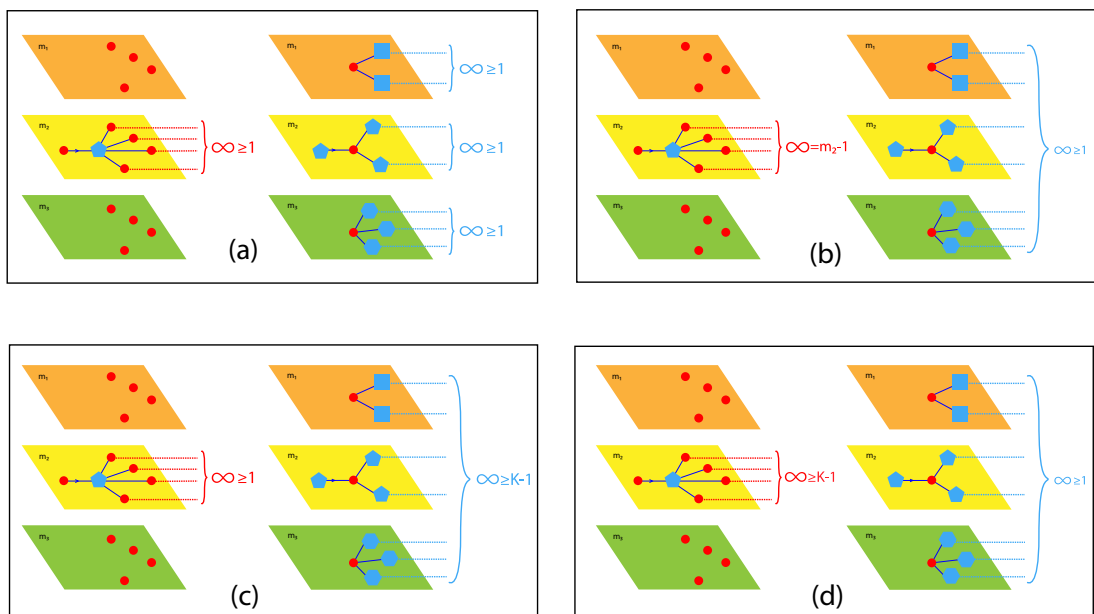 m₁ m₁ ∞ ≥ 1
m₂ ∞ ≥ 1 m₂ ∞ ≥ 1
m₃ m₃ ∞ ≥ 1
(a)
m₁ m₁
m₂ ∞=m₂-1 m₂ ∞ ≥ 1
m₃ m₃
(b)
m₁ m₁
m₂ ∞ ≥ 1 m₂ ∞ ≥ K-1
m₃ m₃
(c)
m₁ m₁
m₂ ∞ ≥ K-1 m₂ ∞ ≥ 1
m₃ m₃
(d)